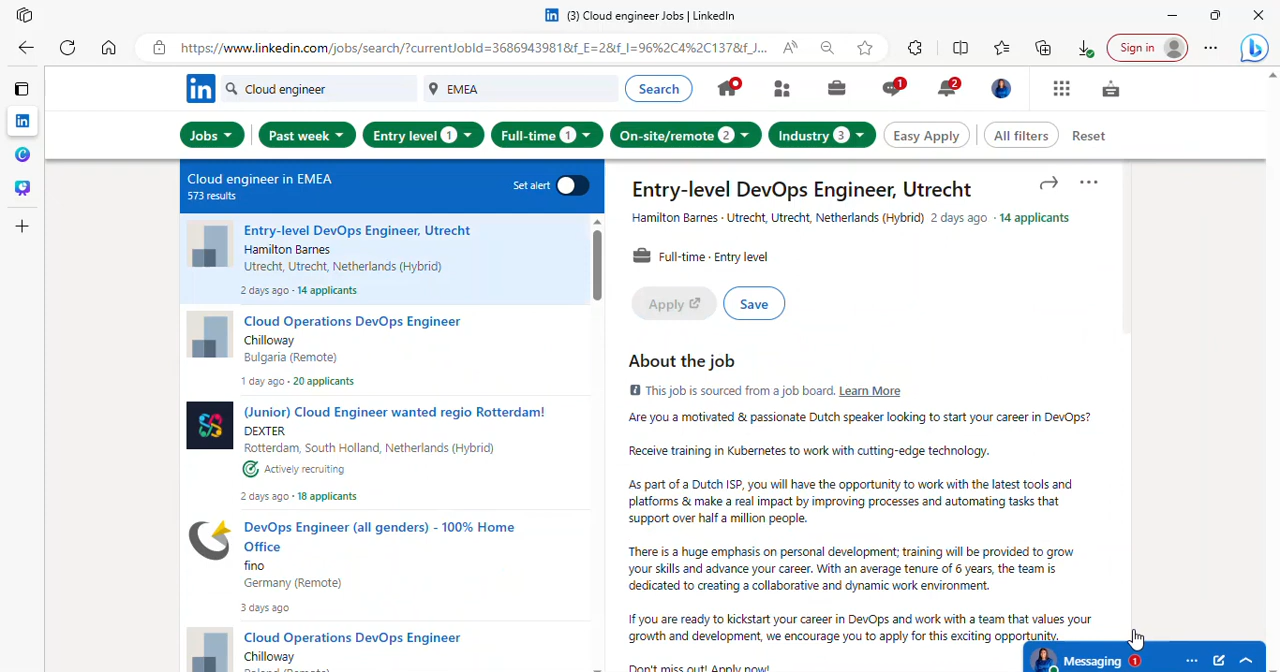 (3) Cloud engineer Jobs | LinkedIn
https://www.linkedin.com/jobs/search/?currentJobId=3686943981&f_E=2&f_I=96%2C4%2C137&f_J...
Sign in
in Cloud engineer EMEA Search 1 2
Jobs Past week Entry level 1 Full-time 1 On-site/remote 2 Industry 3 Easy Apply All filters Reset
Cloud engineer in EMEA
573 results
Set alert
Entry-level DevOps Engineer, Utrecht
Hamilton Barnes
Utrecht, Utrecht, Netherlands (Hybrid)
2 days ago · 14 applicants
Cloud Operations DevOps Engineer
Chilloway
Bulgaria (Remote)
1 day ago · 20 applicants
(Junior) Cloud Engineer wanted regio Rotterdam!
DEXTER
Rotterdam, South Holland, Netherlands (Hybrid)
Actively recruiting
2 days ago · 18 applicants
DevOps Engineer (all genders) - 100% Home
Office
fino
Germany (Remote)
3 days ago
Cloud Operations DevOps Engineer
Chilloway
Poland (Remote)
Entry-level DevOps Engineer, Utrecht
Hamilton Barnes · Utrecht, Utrecht, Netherlands (Hybrid) 2 days ago · 14 applicants
Full-time · Entry level
Apply Save
About the job
This job is sourced from a job board. Learn More
Are you a motivated & passionate Dutch speaker looking to start your career in DevOps?
Receive training in Kubernetes to work with cutting-edge technology.
As part of a Dutch ISP, you will have the opportunity to work with the latest tools and
platforms & make a real impact by improving processes and automating tasks that
support over half a million people.
There is a huge emphasis on personal development; training will be provided to grow
your skills and advance your career. With an average tenure of 6 years, the team is
dedicated to creating a collaborative and dynamic work environment.
If you are ready to kickstart your career in DevOps and work with a team that values your
growth and development, we encourage you to apply for this exciting opportunity.
Don't miss out! Apply now!
Messaging 1